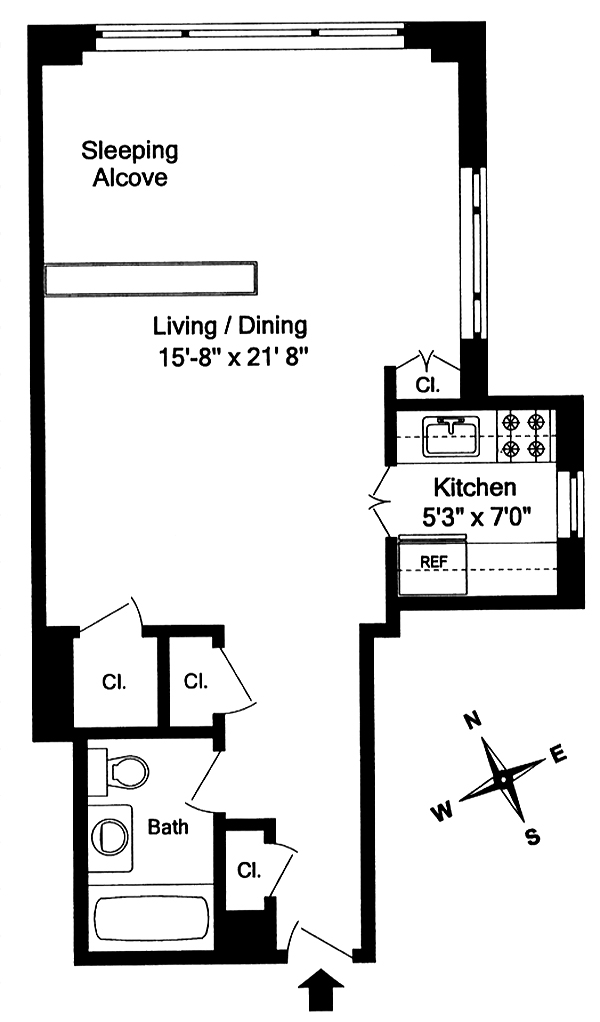 Sleeping
Alcove
Living / Dining
15'-8" x 21' 8"
Cl.
Kitchen
5'3" x 7'0"
REF
Cl.
Cl.
N
E
W
S
Bath
Cl.